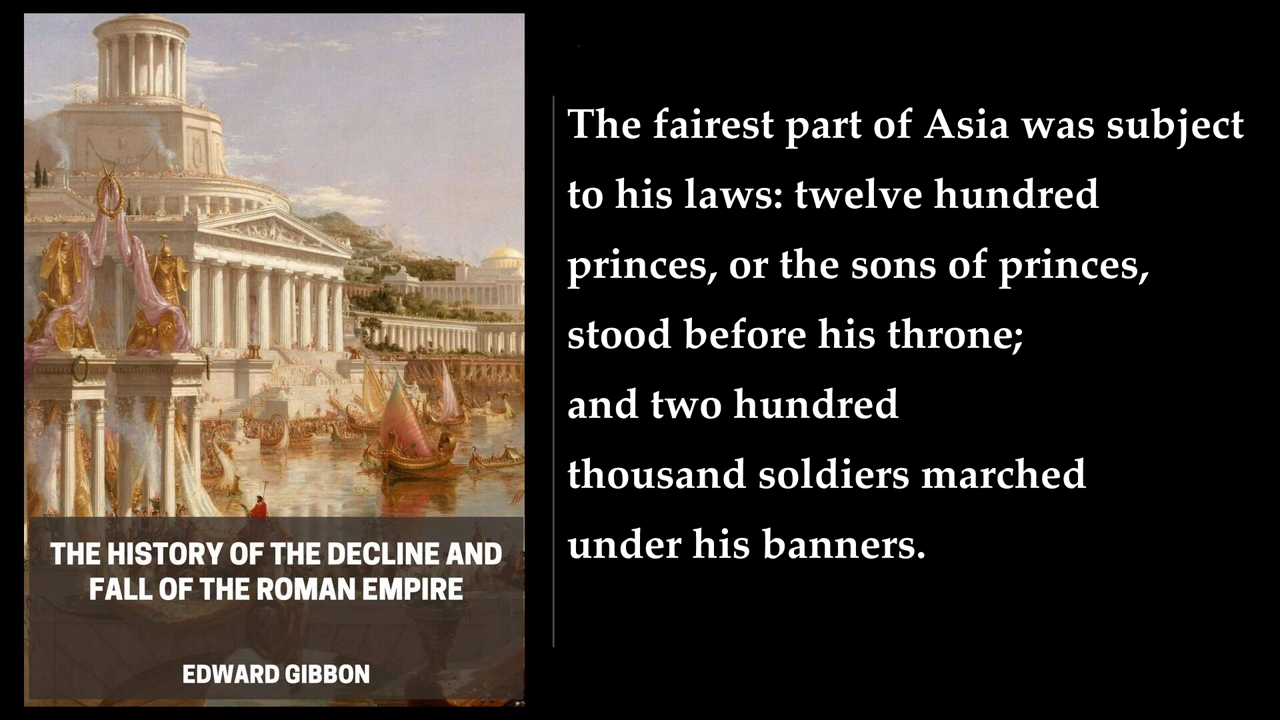 THE HISTORY OF THE DECLINE AND
FALL OF THE ROMAN EMPIRE
EDWARD GIBBON
The fairest part of Asia was subject
to his laws: twelve hundred
princes, or the sons of princes,
stood before his throne;
and two hundred
thousand soldiers marched
under his banners.